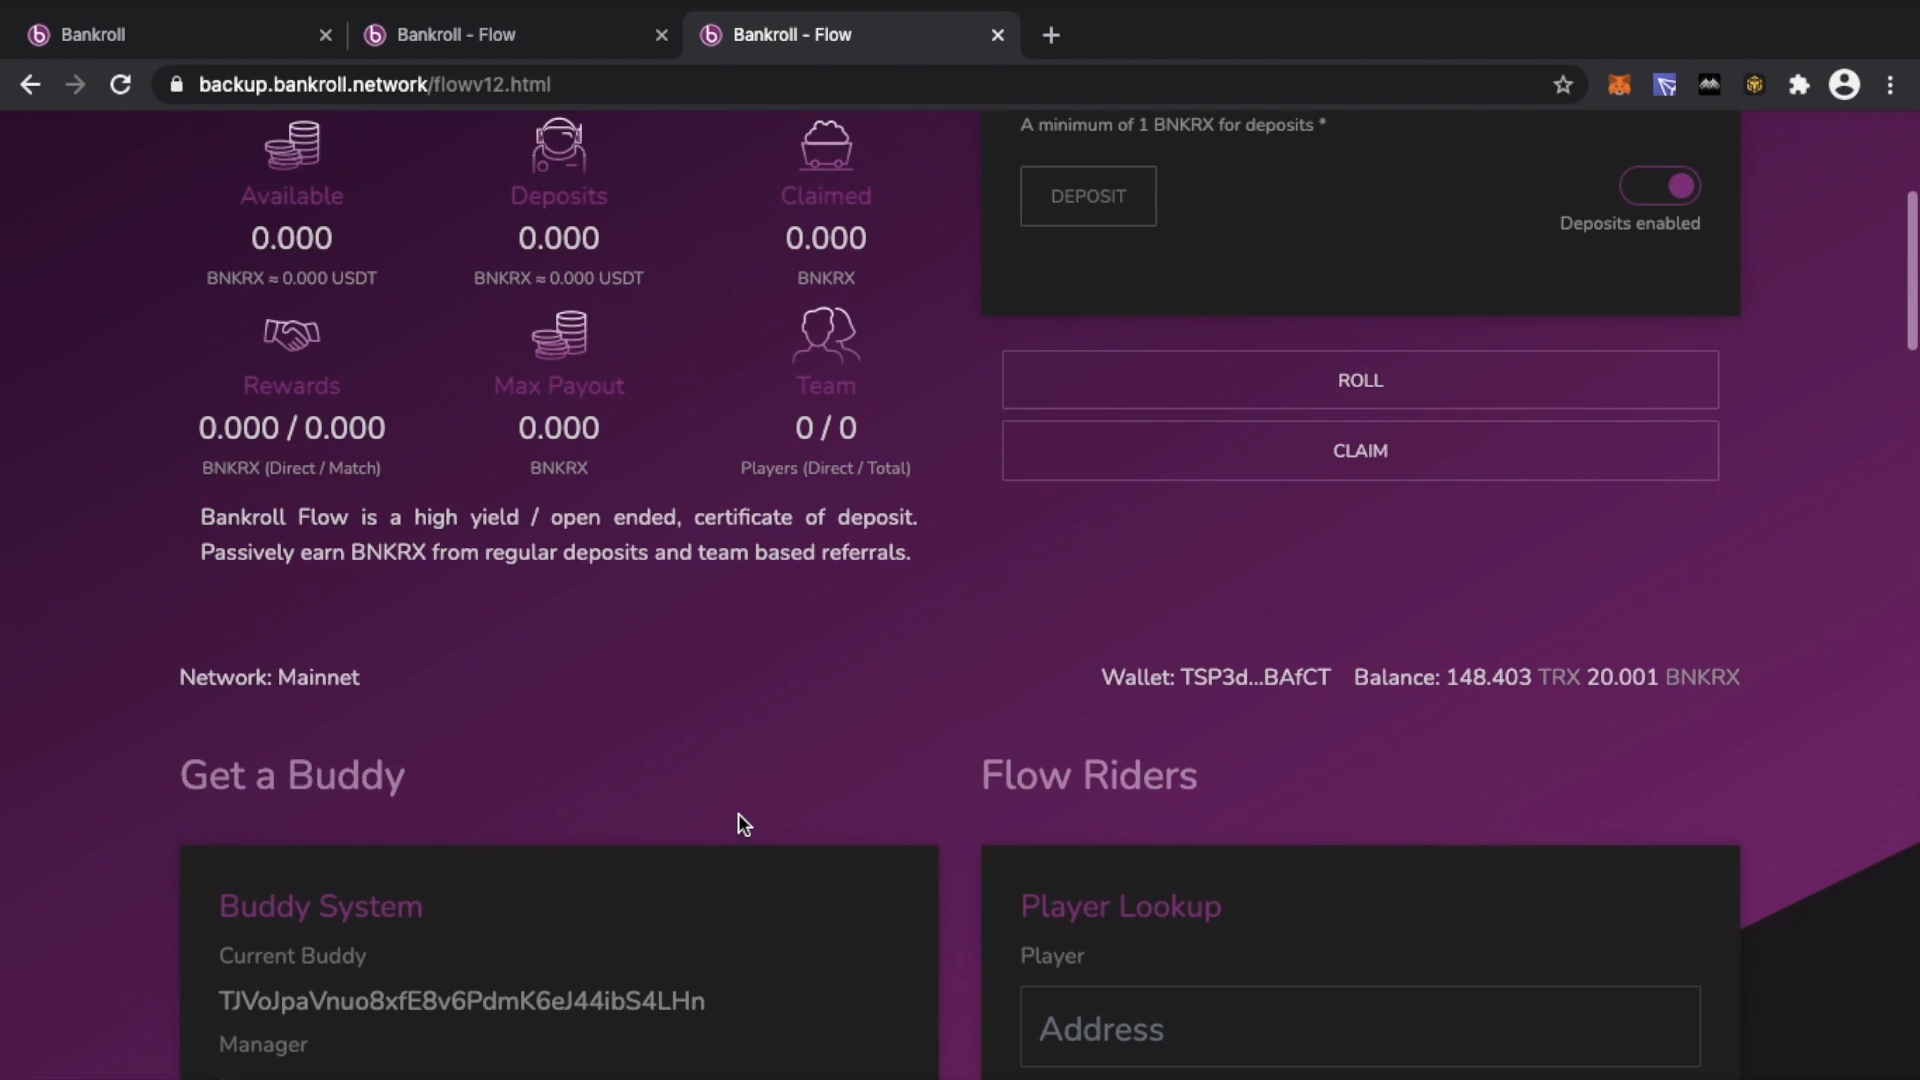 Bankroll
Bankroll - Flow
Bankroll - Flow
backup.bankroll.network/flowv12.html
Available
0.000
BNKRX ≈ 0.000 USDT
Deposits
0.000
BNKRX ≈ 0.000 USDT
Claimed
0.000
BNKRX
Rewards
0.000 / 0.000
BNKRX (Direct / Match)
Max Payout
0.000
BNKRX
Team
0 / 0
Players (Direct / Total)
Bankroll Flow is a high yield / open ended, certificate of deposit.
Passively earn BNKRX from regular deposits and team based referrals.
A minimum of 1 BNKRX for deposits *
DEPOSIT
Deposits enabled
ROLL
CLAIM
Network: Mainnet
Wallet: TSP3d...BAfCT Balance: 148.403 TRX 20.001 BNKRX
Get a Buddy
Buddy System
Current Buddy
TJVoJpaVnuo8xfE8v6PdmK6eJ44ibS4LHn
Manager
Flow Riders
Player Lookup
Player
Address